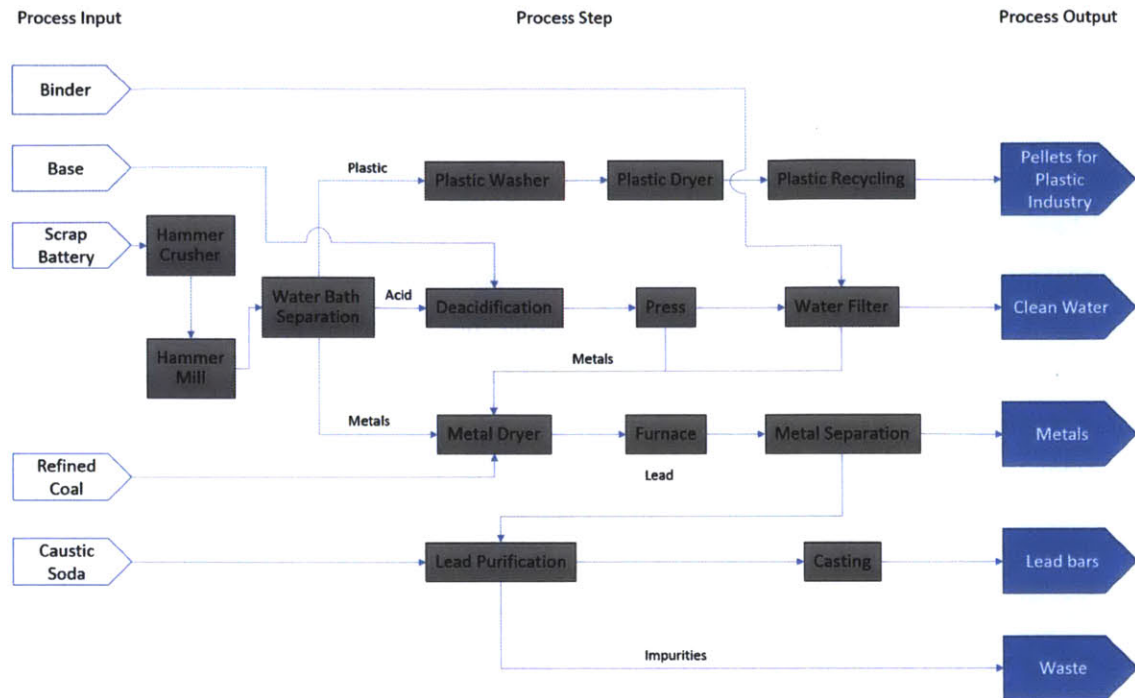 Process Input
Process Step
Process Output
Binder
Base
Plastic
Plastic Washer
Plastic Dryer
Plastic Recycling
Pellets for
Plastic
Industry
Scrap
Battery
Hammer
Crusher
Water Bath
Separation
Acid
Deacidification
Press
Water Filter
Clean Water
Hammer
Mill
Metals
Metals
Metal Dryer
Furnace
Metal Separation
Metals
Refined
Coal
Lead
Caustic
Soda
Lead Purification
Casting
Lead bars
Impurities
Waste